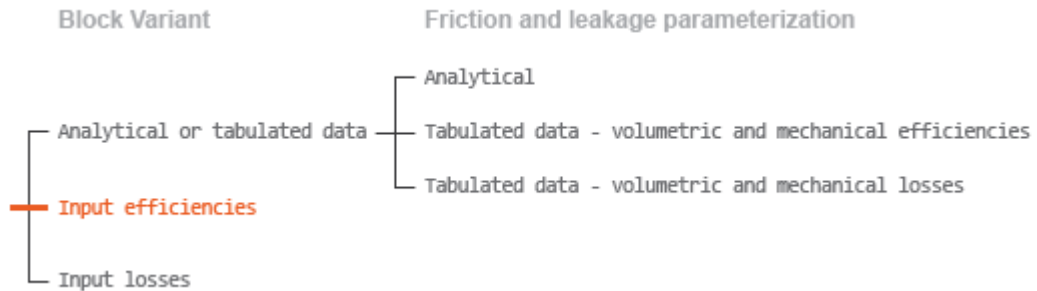 Block Variant
Friction and leakage parameterization
Analytical
Analytical or tabulated data
Tabulated data - volumetric and mechanical efficiencies
Tabulated data - volumetric and mechanical losses
Input efficiencies
Input losses